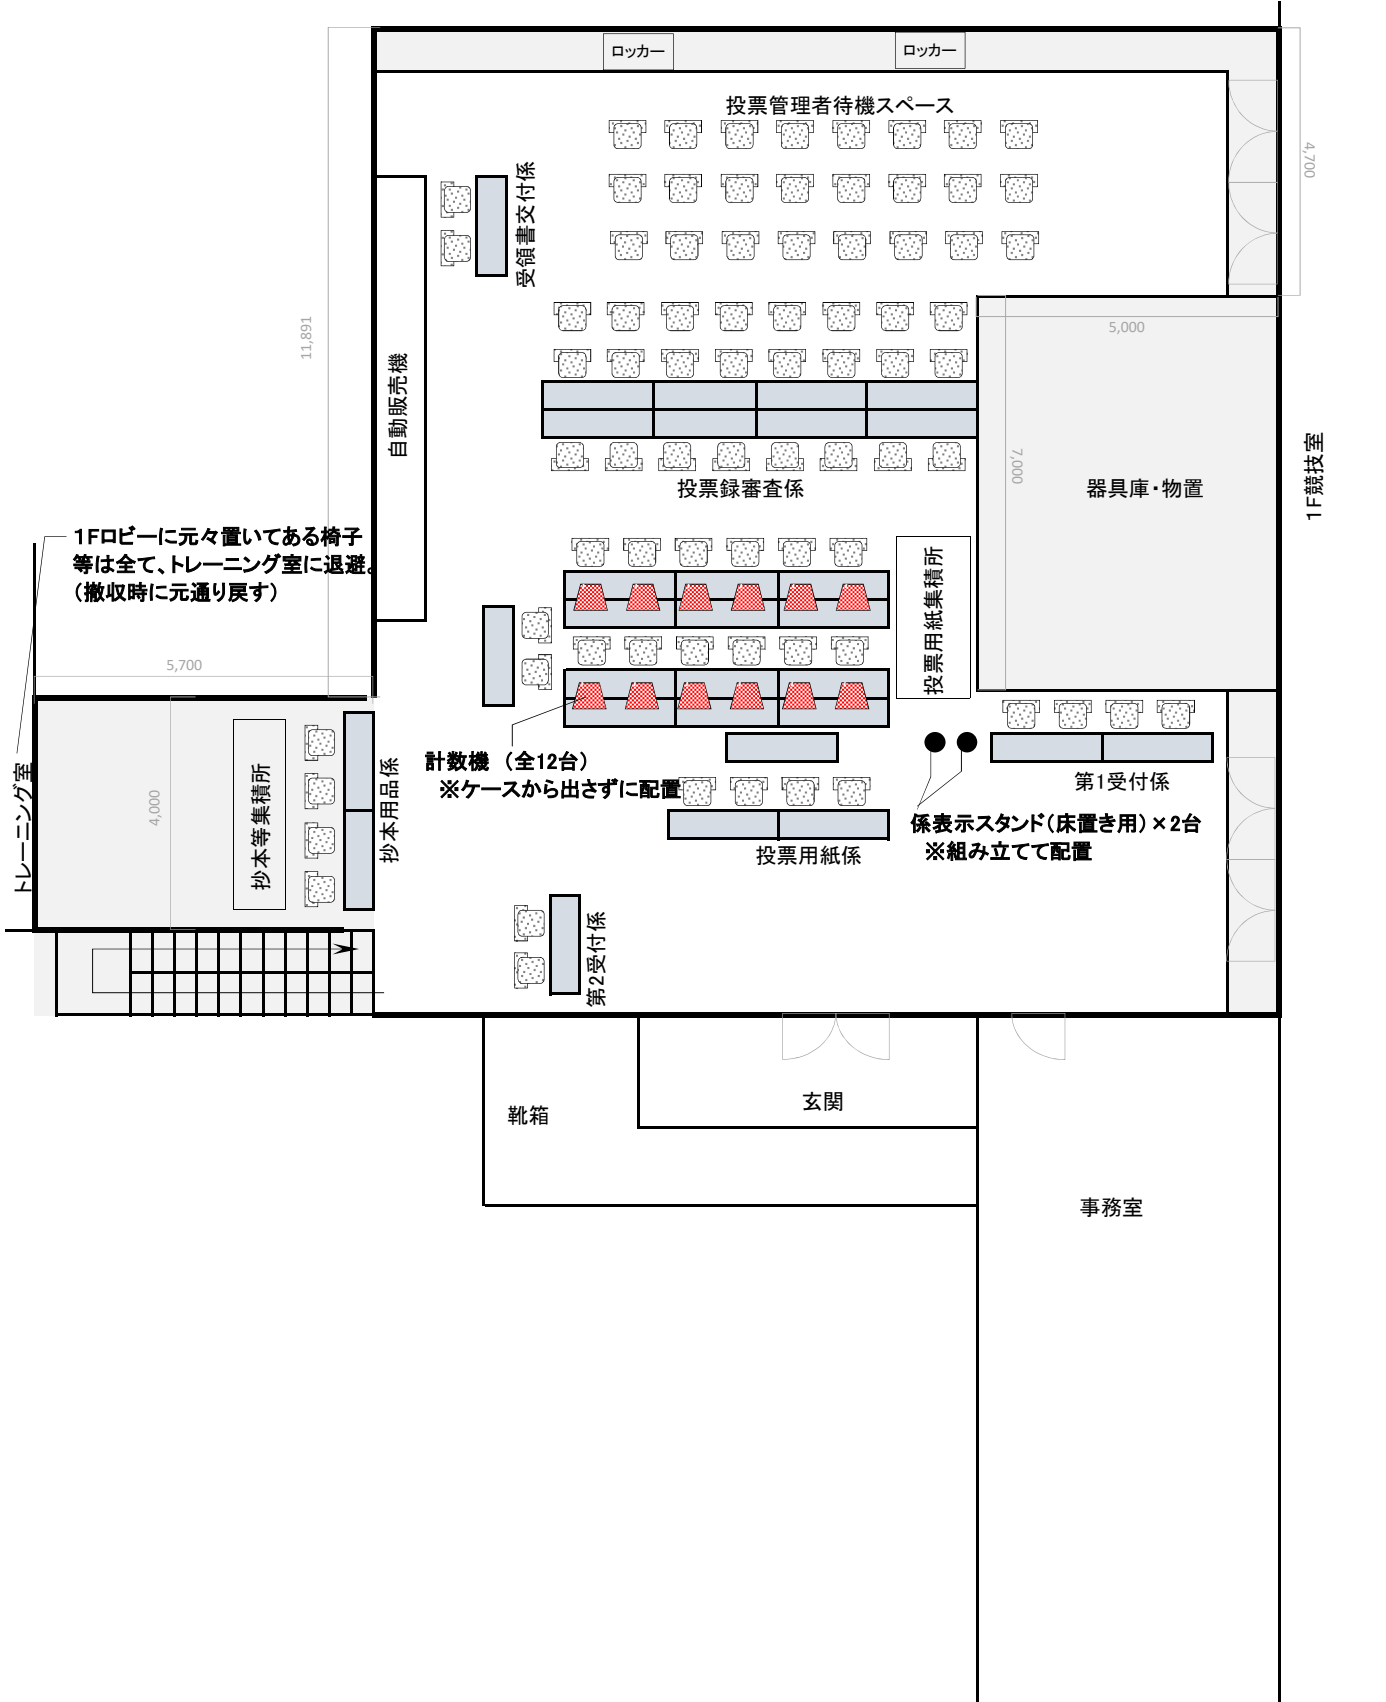 ロッカー
ロッカー
投票管理者待機スペース
4,700
受領書交付係
11,891
5,000
自動販売機
7,000
投票録審査係
器具庫・物置
1F競技室
1Fロビーに元々置いてある椅子
等は全て、トレーニング室に退避。
(撤収時に元通り戻す)
投票用紙集積所
5,700
計数機 (全12台)
※ケースから出さずに配置
第1受付係
トレーニング室
4,000
抄本等集積所
抄本用品係
係表示スタンド(床置き用)×2台
※組み立てて配置
投票用紙係
第2受付係
靴箱
玄関
事務室